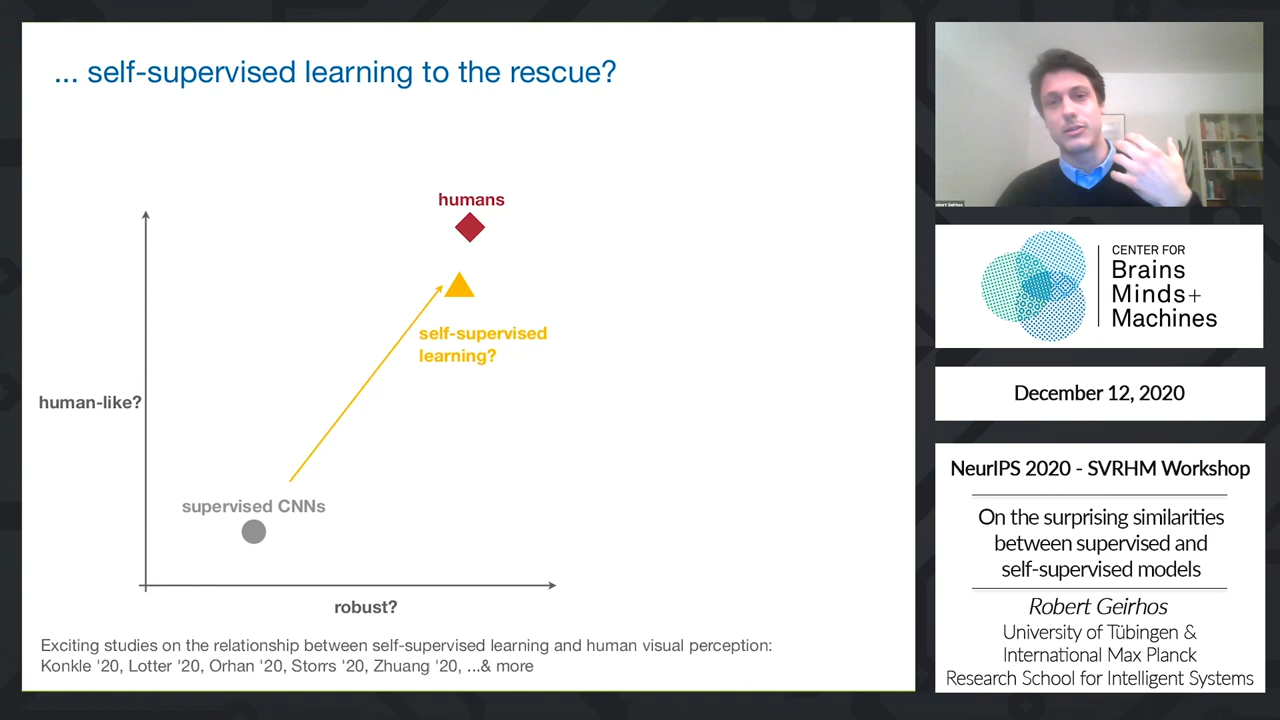 ... self-supervised learning to the rescue?
humans
self-supervised
learning?
human-like?
supervised CNNs
robust?
Exciting studies on the relationship between self-supervised learning and human visual perception:
Konkle '20, Lotter '20, Orhan '20, Storrs '20, Zhuang '20, ...& more
Robert Geirhos
CENTER FOR
Brains
Minds+
Machines
December 12, 2020
NeurIPS 2020 - SVRHM Workshop
On the surprising similarities
between supervised and
self-supervised models
Robert Geirhos
University of Tübingen &
International Max Planck
Research School for Intelligent Systems